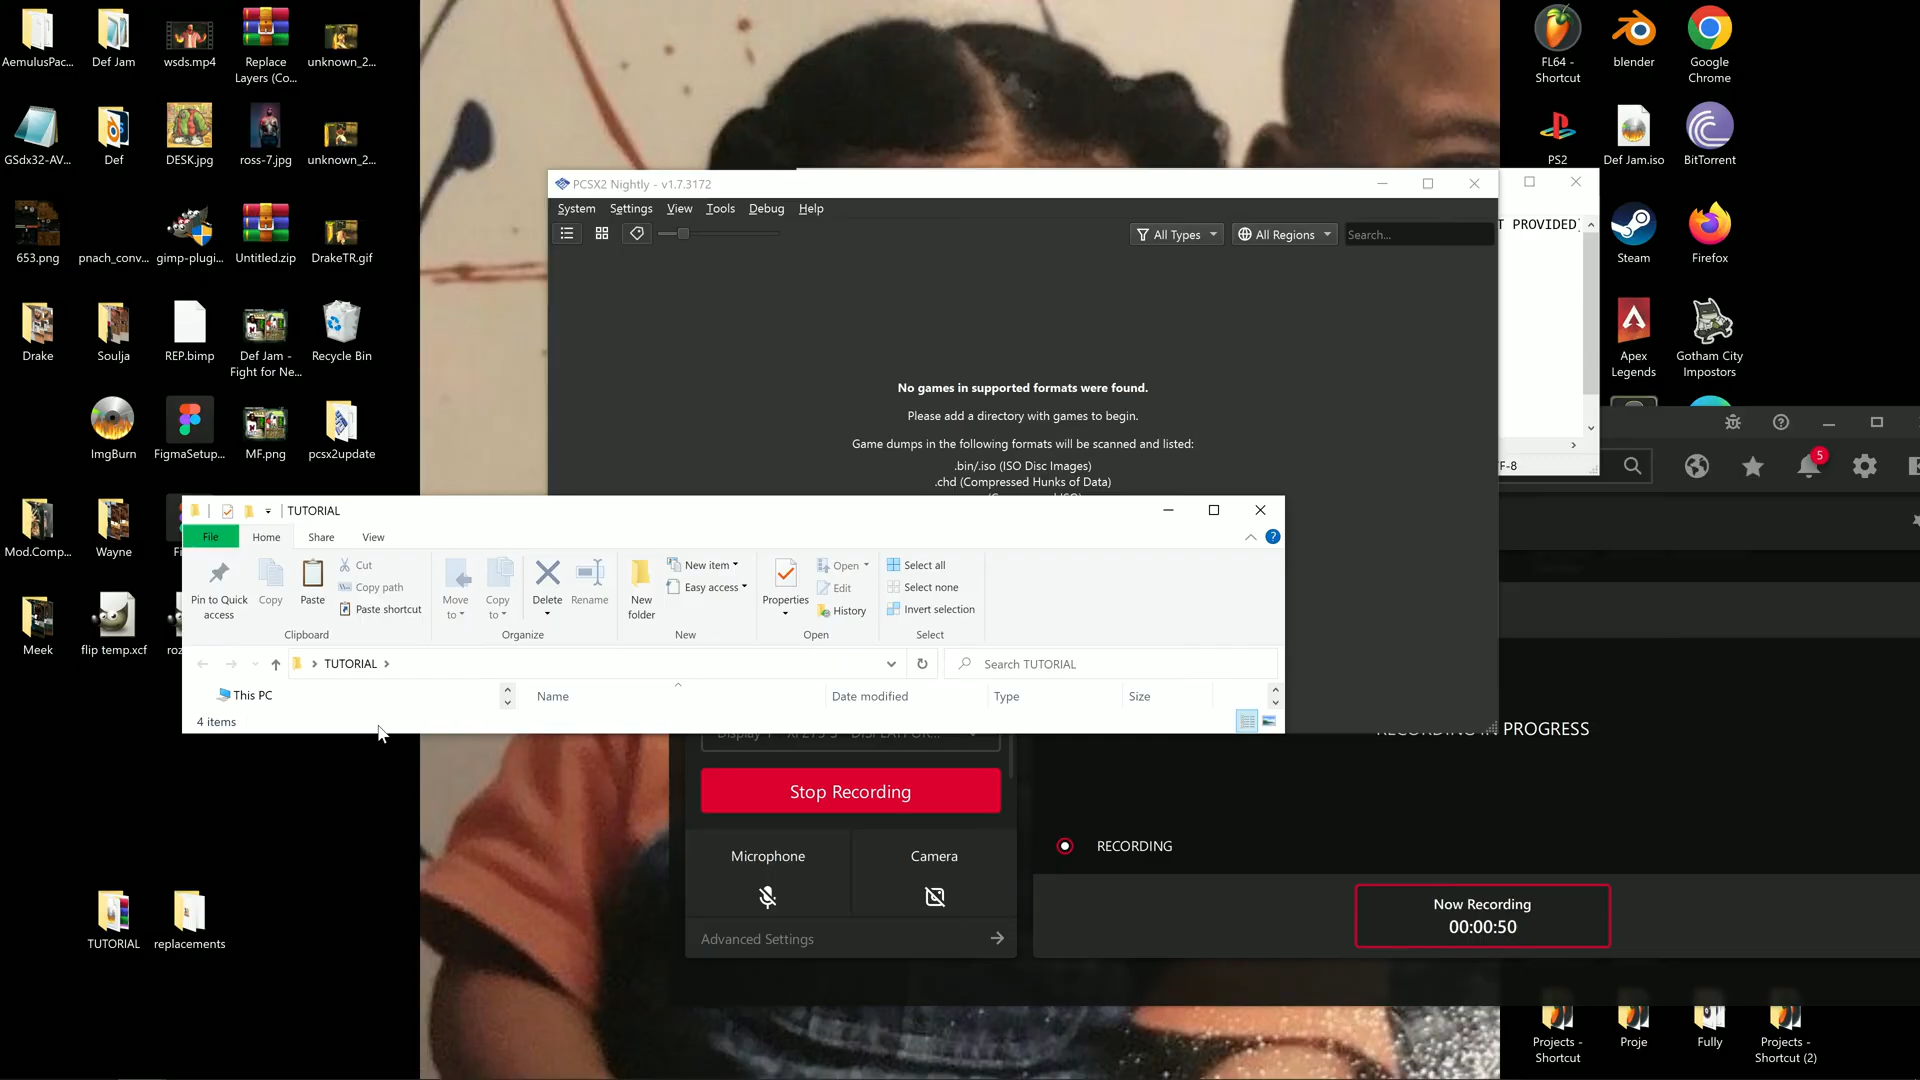 AemulusPac...
Def Jam
wsds.mp4
Replace
Layers (Co...
unknown_2...
GSdx32-AV...
Def
DESK.jpg
ross-7.jpg
unknown_2...
653.png
pnach_conv...
gimp-plugi...
Untitled.zip
DrakeTR.gif
Drake
Soulja
REP.bimp
Def Jam -
Fight for Ne...
Recycle Bin
ImgBurn
FigmaSetup...
MF.png
pcsx2update
Mod.Comp...
Wayne
Fi
Meek
flip temp.xcf
roz
TUTORIAL
replacements
PCSX2 Nightly - v1.7.3172
System Settings View Tools Debug Help
All Types
All Regions
Search...
No games in supported formats were found.
Please add a directory with games to begin.
Game dumps in the following formats will be scanned and listed:
.bin/.iso (ISO Disc Images)
.chd (Compressed Hunks of Data)
TUTORIAL
File Home Share View
Pin to Quick
access
Copy
Paste
Cut
Copy path
Paste shortcut
Clipboard
Move
to
Copy
to
Delete
Rename
Organize
New
folder
New item
Easy access
New
Properties
Open
Edit
History
Open
Select all
Select none
Invert selection
Select
TUTORIAL
Search TUTORIAL
This PC
Name
Date modified
Type
Size
4 items
T PROVIDED
F-8
5
Stop Recording
Microphone
Camera
Advanced Settings
RECORDING IN PROGRESS
RECORDING
Now Recording
00:00:50
FL64 -
Shortcut
blender
Google
Chrome
PS2
Def Jam.iso
BitTorrent
Steam
Firefox
Apex
Legends
Gotham City
Impostors
Projects -
Shortcut
Proje
Fully
Projects -
Shortcut (2)